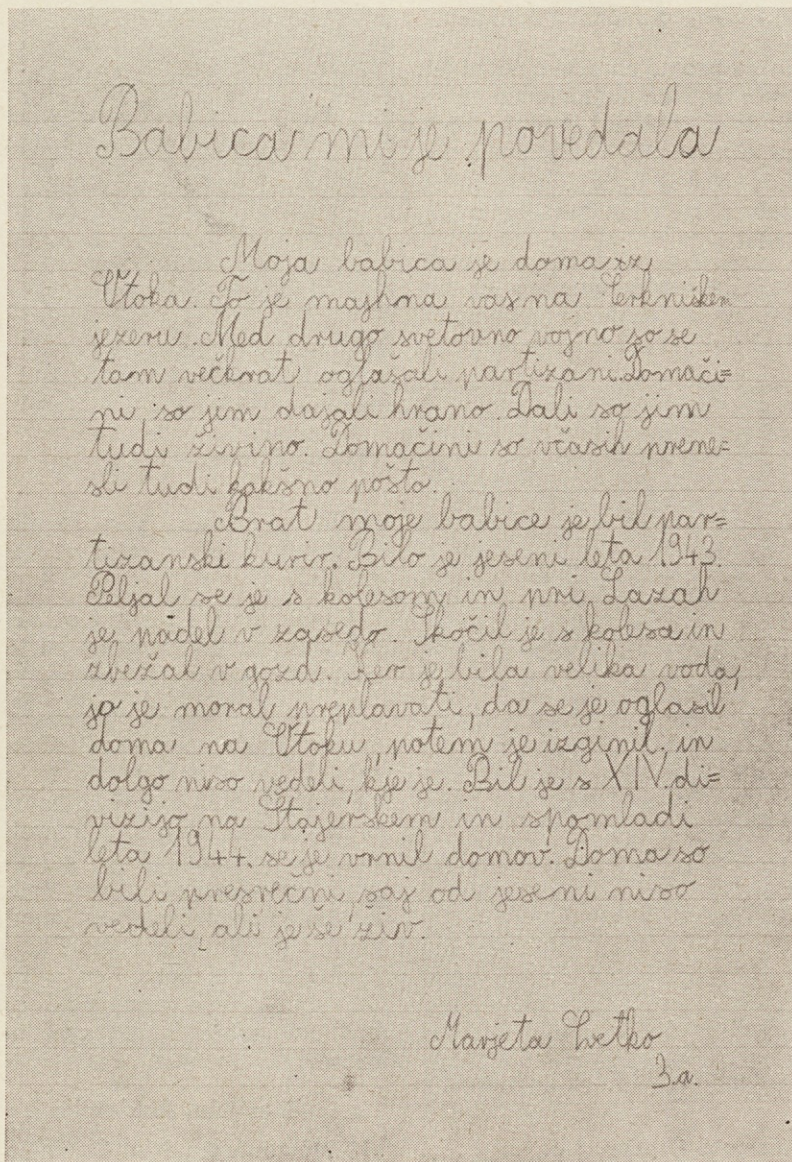 Babica mi je povedala
Moja babica je doma iz
Otoka. To je majhna vas na Cerkniškem
jezeru. Med drugo svetovno vojno so se
tam večkrat oglašali partizani. Domači=
ni so jim dajali hrano. Dali so jim
tudi živino. Domačini so včasih prene=
sli tudi kakšno pošto.
Brat moje babice je bil par=
tizanski kurir. Bilo je jeseni leta 1943.
Peljal se je s kolesom in pri Lazah
je padel v zasedo. Skočil je s kolesa in
zbežal v gozd. Ker je bila velika voda,
jo je moral preplavati, da se je oglasil
doma na Otoku, potem je izginil in
dolgo niso vedeli, kje je. Bil je s XIV. di=
vizijo na Štajerskem in spomladi
leta 1944. se je vrnil domov. Doma so
bili presrečni, saj od jeseni niso
vedeli, ali je še živ.
Marjeta
3.a.